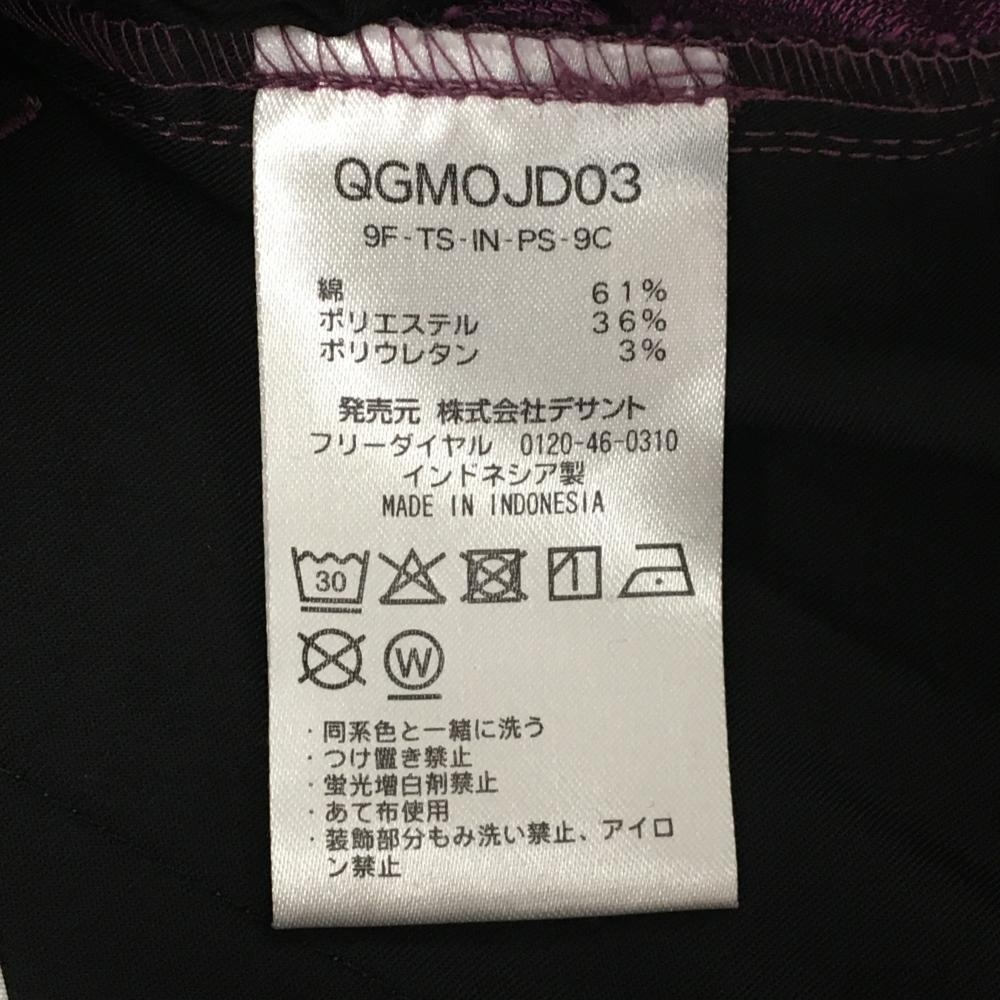 QGMOJD03
9F-TS-IN-PS-9C
綿 61%
ポリエステル 36%
ポリウレタン 3%
発売元 株式会社デサント
フリーダイヤル 0120-46-0310
インドネシア製
MADE IN INDONESIA
30
W
・同系色と一緒に洗う
・つけ置き禁止
・蛍光増白剤禁止
・あて布使用
・装飾部分もみ洗い禁止、アイロ
ン禁止